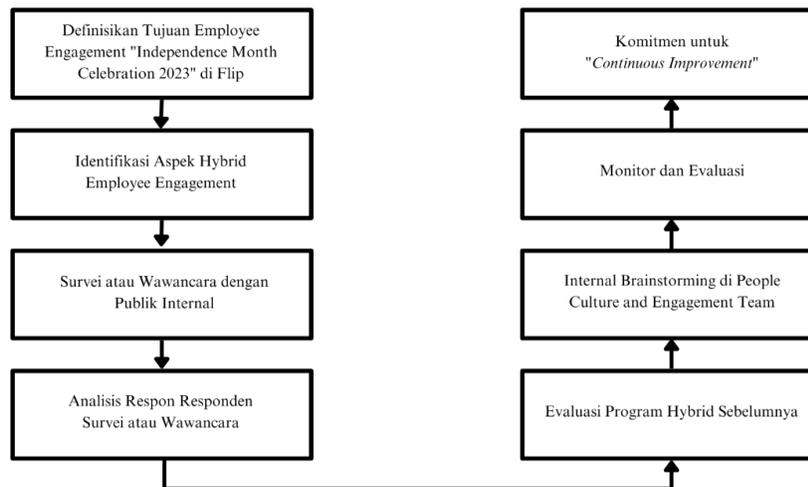 Definisikan Tujuan Employee
Engagement "Independence Month
Celebration 2023" di Flip
Identifikasi Aspek Hybrid
Employee Engagement
Survei atau Wawancara dengan
Publik Internal
Analisis Respon Responden
Survei atau Wawancara
Evaluasi Program Hybrid Sebelumnya
Internal Brainstorming di People
Culture and Engagement Team
Monitor dan Evaluasi
Komitmen untuk
"Continuous Improvement"